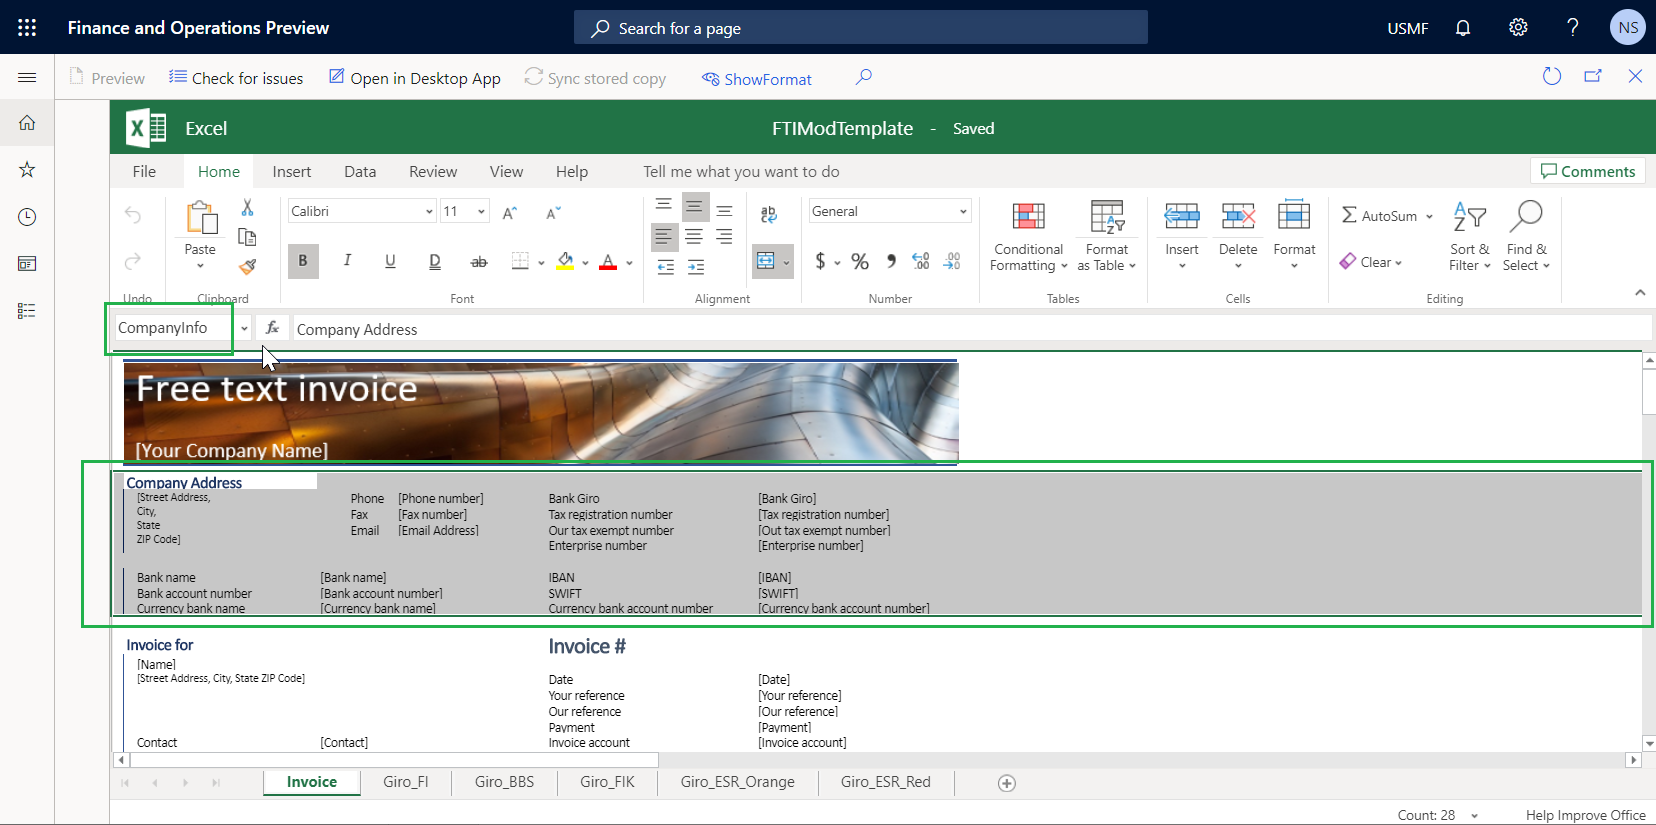 Finance and Operations Preview
Search for a page
USMF
NS
Preview
Check for issues
Open in Desktop App
Sync stored copy
ShowFormat
Excel
FTIModTemplate - Saved
File Home Insert Data Review View Help Tell me what you want to do
Comments
Calibri 11 General
AutoSum
Paste
Conditional Formatting
Format as Table
Insert
Delete
Format
Clear
Sort & Filter
Find & Select
Undo Clipboard Font Alignment Number Tables Cells Editing
CompanyInfo
fx
Company Address
Free text invoice
[Your Company Name]
Company Address
[Street Address,
City,
State
ZIP Code]
Phone [Phone number]
Fax [Fax number]
Email [Email Address]
Bank Giro [Bank Giro]
Tax registration number [Tax registration number]
Our tax exempt number [Out tax exempt number]
Enterprise number [Enterprise number]
Bank name [Bank name] IBAN [IBAN]
Bank account number [Bank account number] SWIFT [SWIFT]
Currency bank name [Currency bank name] Currency bank account number [Currency bank account number]
Invoice for
[Name]
[Street Address, City, State ZIP Code]
Contact [Contact]
Invoice #
Date [Date]
Your reference [Your reference]
Our reference [Our reference]
Payment [Payment]
Invoice account [Invoice account]
Invoice Giro_FI Giro_BBS Giro_FIK Giro_ESR_Orange Giro_ESR_Red
Count: 28 Help Improve Office